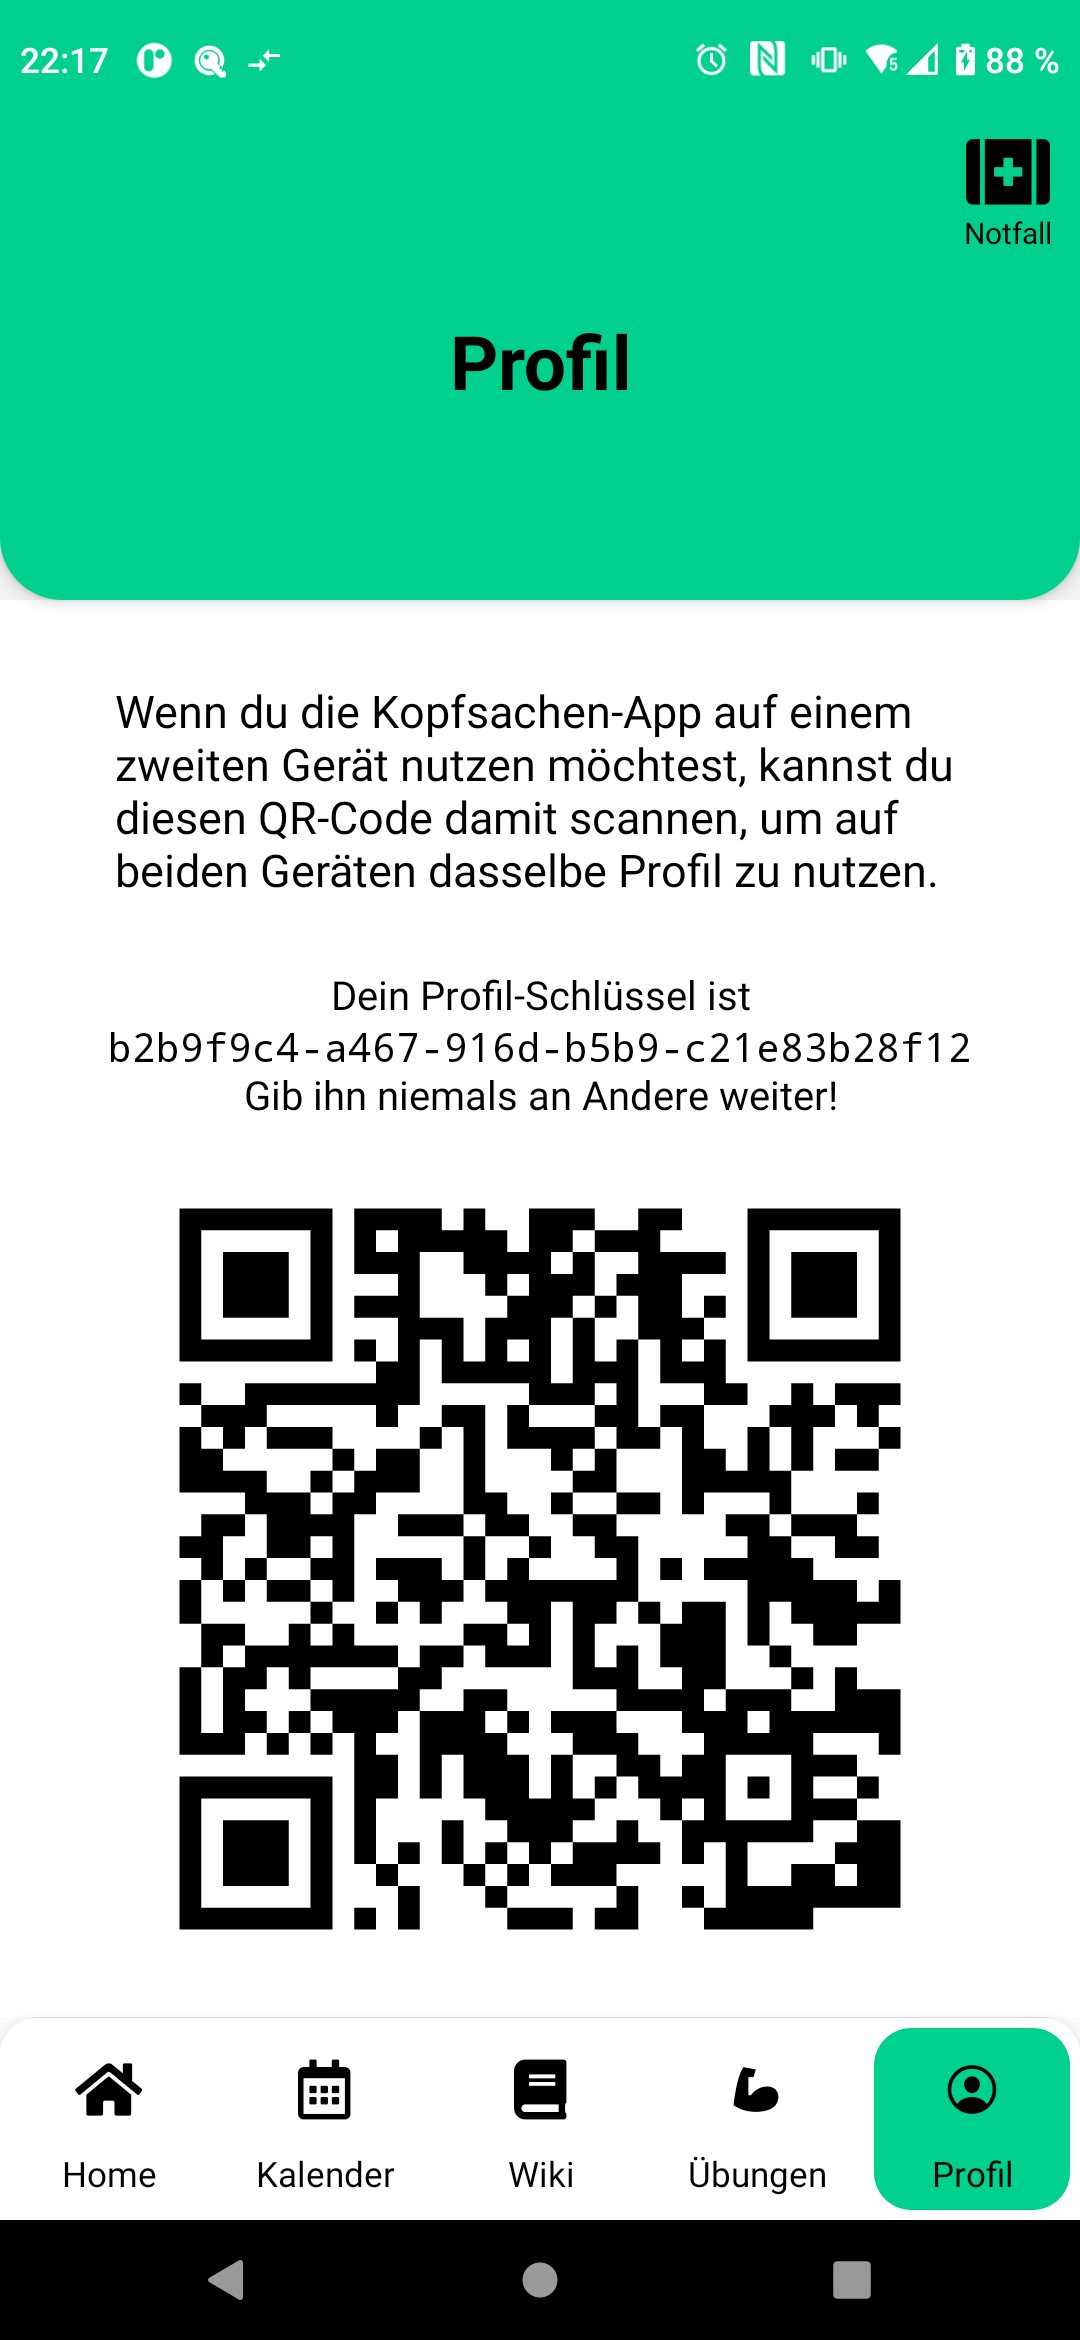 22:17
5
88 %
Notfall
Profil
Wenn du die Kopfsachen-App auf einem
zweiten Gerät nutzen möchtest, kannst du
diesen QR-Code damit scannen, um auf
beiden Geräten dasselbe Profil zu nutzen.
Dein Profil-Schlüssel ist
b2b9f9c4-a467-916d-b5b9-c21e83b28f12
Gib ihn niemals an Andere weiter!
Home
Kalender
Wiki
Übungen
Profil